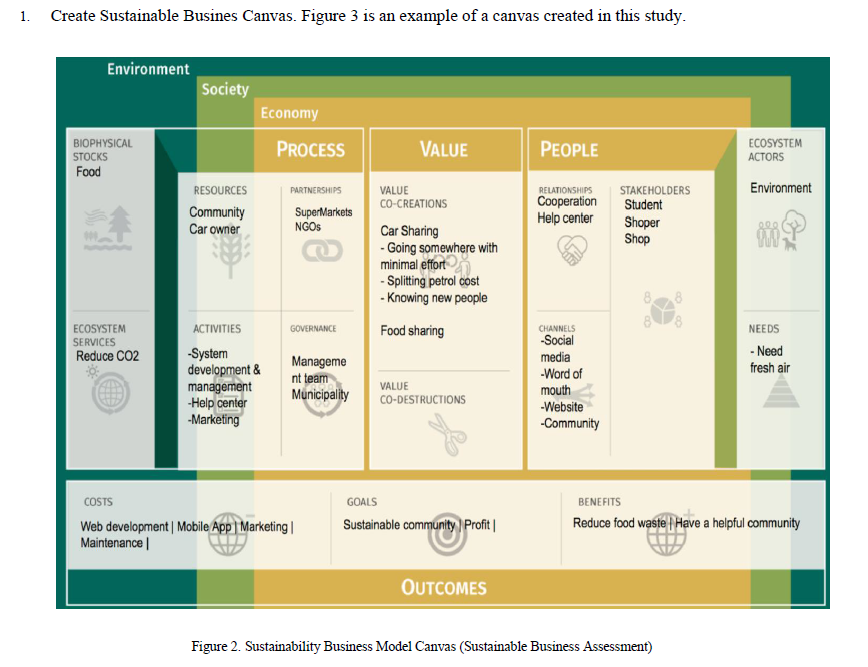 1. Create Sustainable Busines Canvas. Figure 3 is an example of a canvas created in this study.
Environment
Society
Economy
BIOPHYSICAL
STOCKS
Food
ECOSYSTEM
SERVICES
Reduce CO2
PROCESS
RESOURCES
Community
Car owner
PARTNERSHIPS
SuperMarkets
NGOs
ACTIVITIES
-System
development &
management
-Help center
-Marketing
GOVERNANCE
Manageme
nt team
Municipality
VALUE
VALUE
CO-CREATIONS
Car Sharing
- Going somewhere with
minimal effort
- Splitting petrol cost
- Knowing new people
Food sharing
VALUE
CO-DESTRUCTIONS
PEOPLE
RELATIONSHIPS
Cooperation
Help center
STAKEHOLDERS
Student
Shoper
Shop
CHANNELS
-Social
media
-Word of
mouth
-Website
-Community
ECOSYSTEM
ACTORS
Environment
NEEDS
- Need
fresh air
COSTS
Web development | Mobile App | Marketing |
Maintenance |
GOALS
Sustainable community | Profit |
BENEFITS
Reduce food waste | Have a helpful community
OUTCOMES
Figure 2. Sustainability Business Model Canvas (Sustainable Business Assessment)